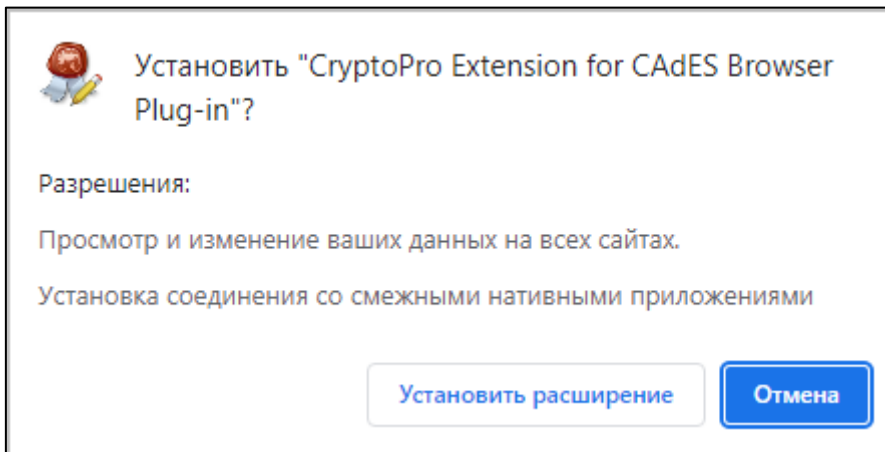 Установить "CryptoPro Extension for CAdES Browser
Plug-in"?
Разрешения:
Просмотр и изменение ваших данных на всех сайтах.
Установка соединения со смежными нативными приложениями
Установить расширение
Отмена